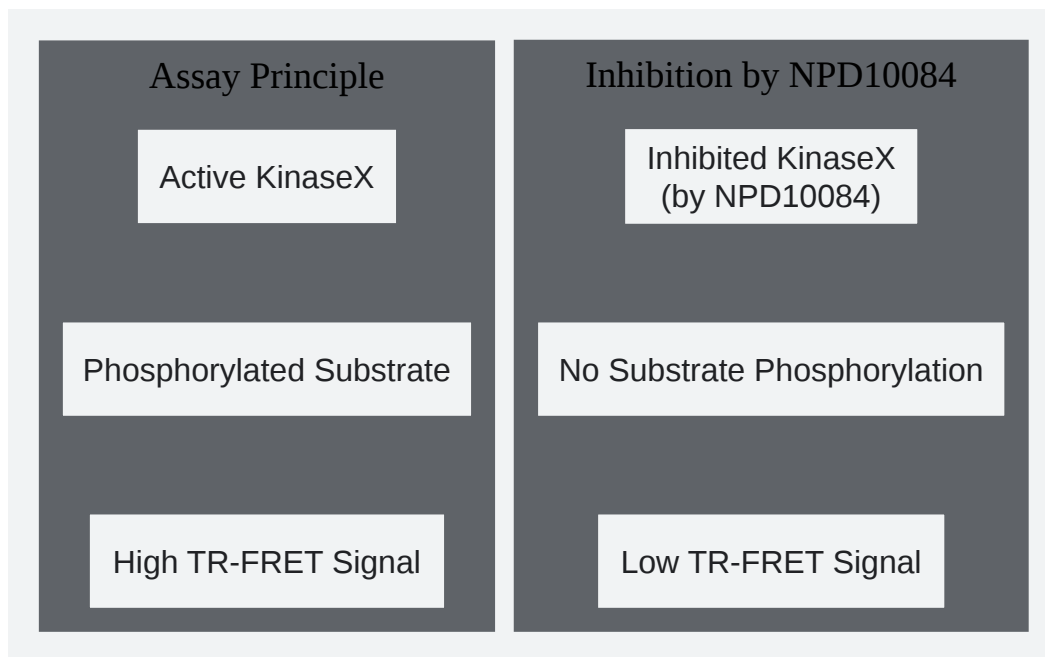 Assay Principle
Active KinaseX
Phosphorylated Substrate
High TR-FRET Signal
Inhibition by NPD10084
Inhibited KinaseX
(by NPD10084)
No Substrate Phosphorylation
Low TR-FRET Signal